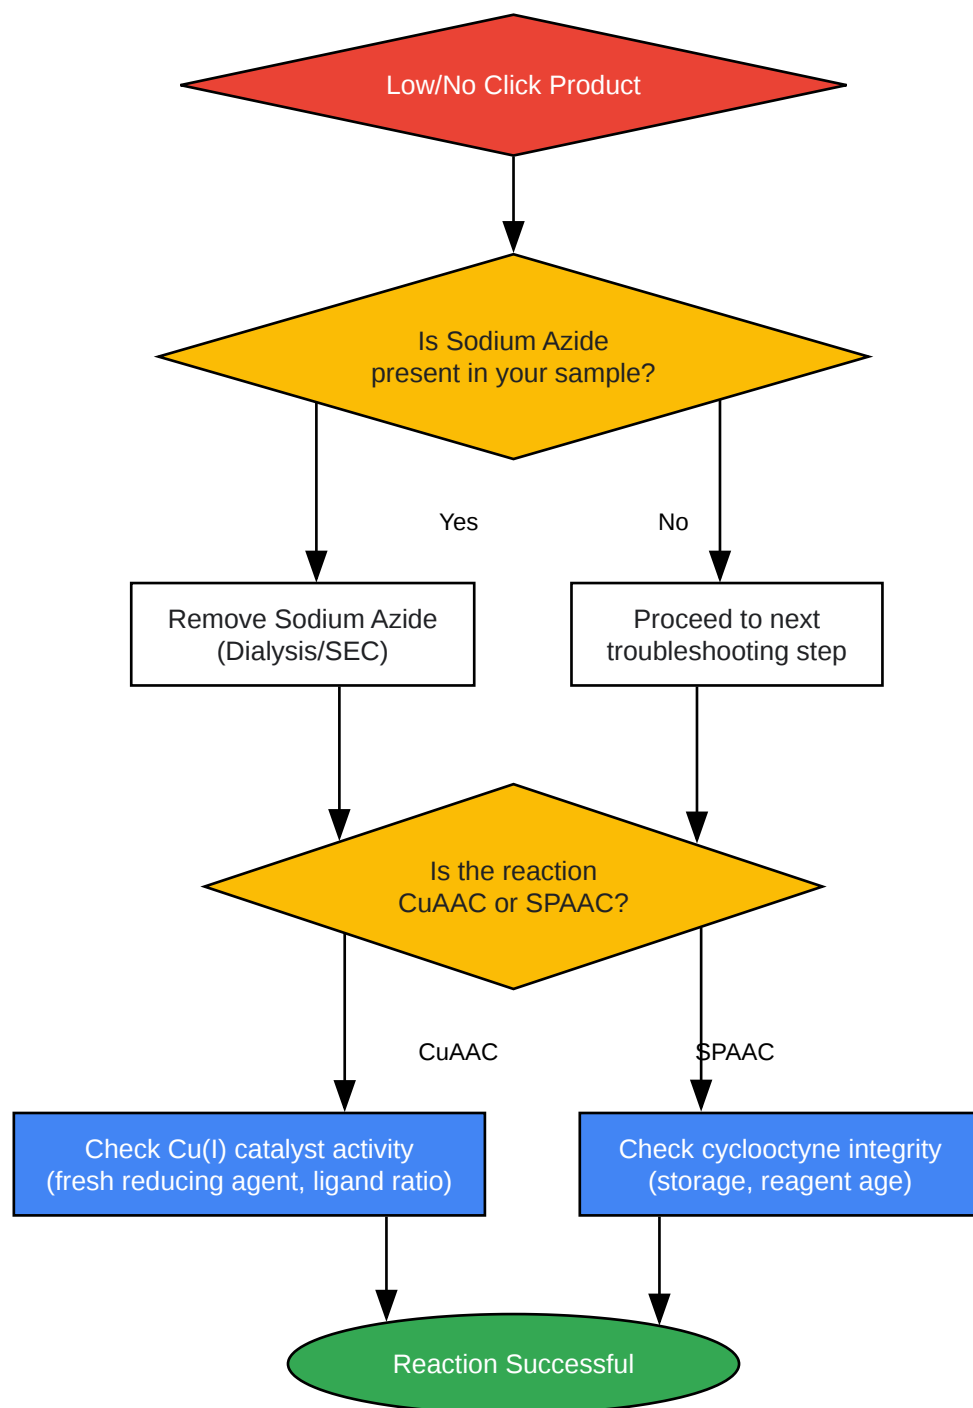 Low/No Click Product
Is Sodium Azide
present in your sample?
Yes
No
Remove Sodium Azide
(Dialysis/SEC)
Proceed to next
troubleshooting step
Is the reaction
CuAAC or SPAAC?
CuAAC
SPAAC
Check Cu(I) catalyst activity
(fresh reducing agent, ligand ratio)
Check cyclooctyne integrity
(storage, reagent age)
Reaction Successful